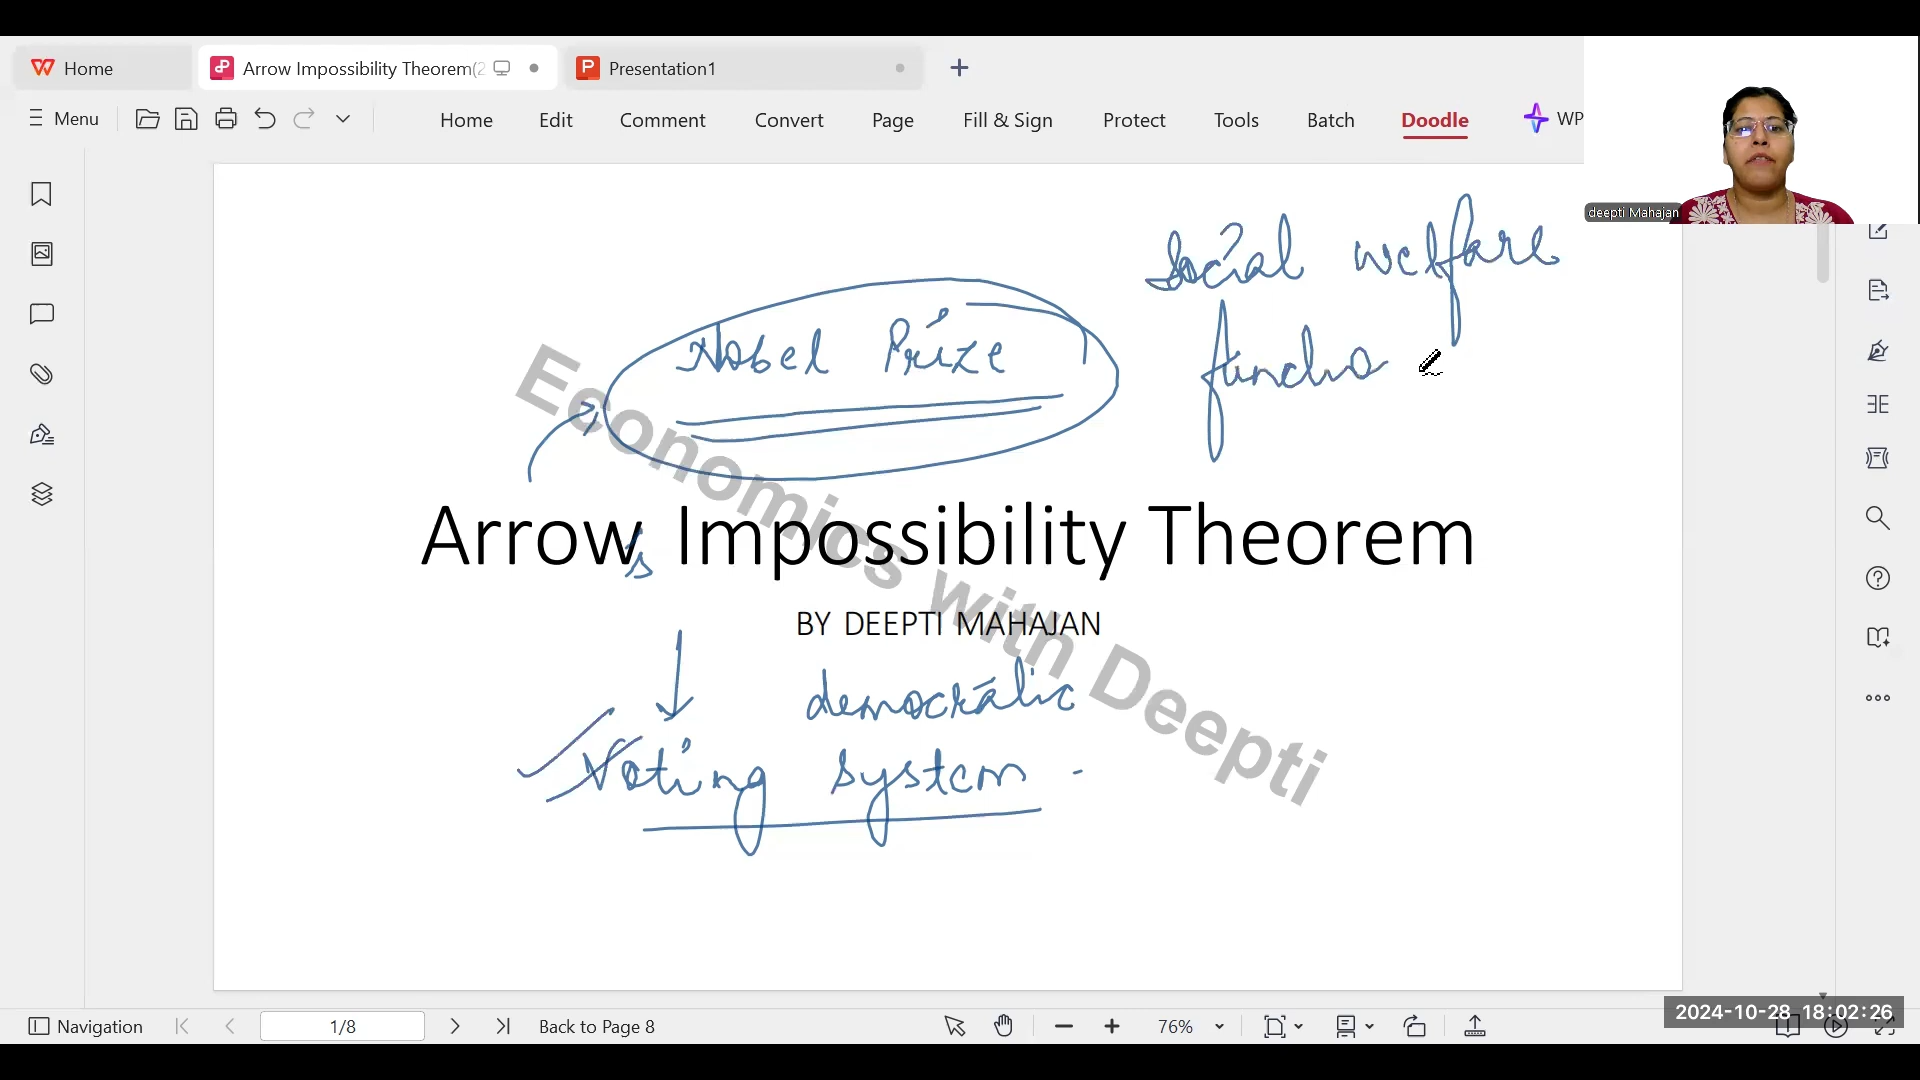 Home
Arrow Impossibility Theorem(2
Presentation1
Menu
Home Edit Comment Convert Page Fill & Sign Protect Tools Batch Doodle WP
deepti Mahajan
Social welfare
functio
Nobel Prize
Economics with Deepti
Arrow's Impossibility Theorem
BY DEEPTI MAHAJAN
democratic
Voting system
2024-10-28 18:02:26
Navigation 1/8 Back to Page 8 76%